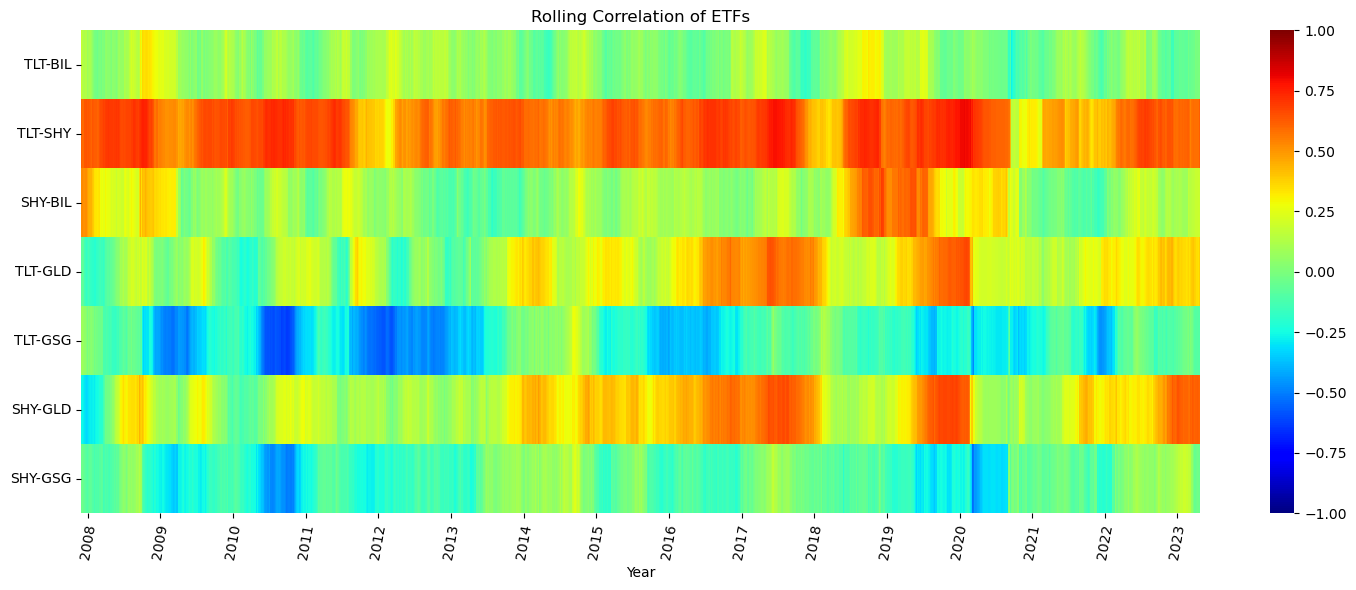 Rolling Correlation of ETFs
TLT-BIL
TLT-SHY
SHY-BIL
TLT-GLD
TLT-GSG
SHY-GLD
SHY-GSG
2008 2009 2010 2011 2012 2013 2014 2015 2016 2017 2018 2019 2020 2021 2022 2023
Year
1.00
0.75
0.50
0.25
0.00
−0.25
−0.50
−0.75
−1.00